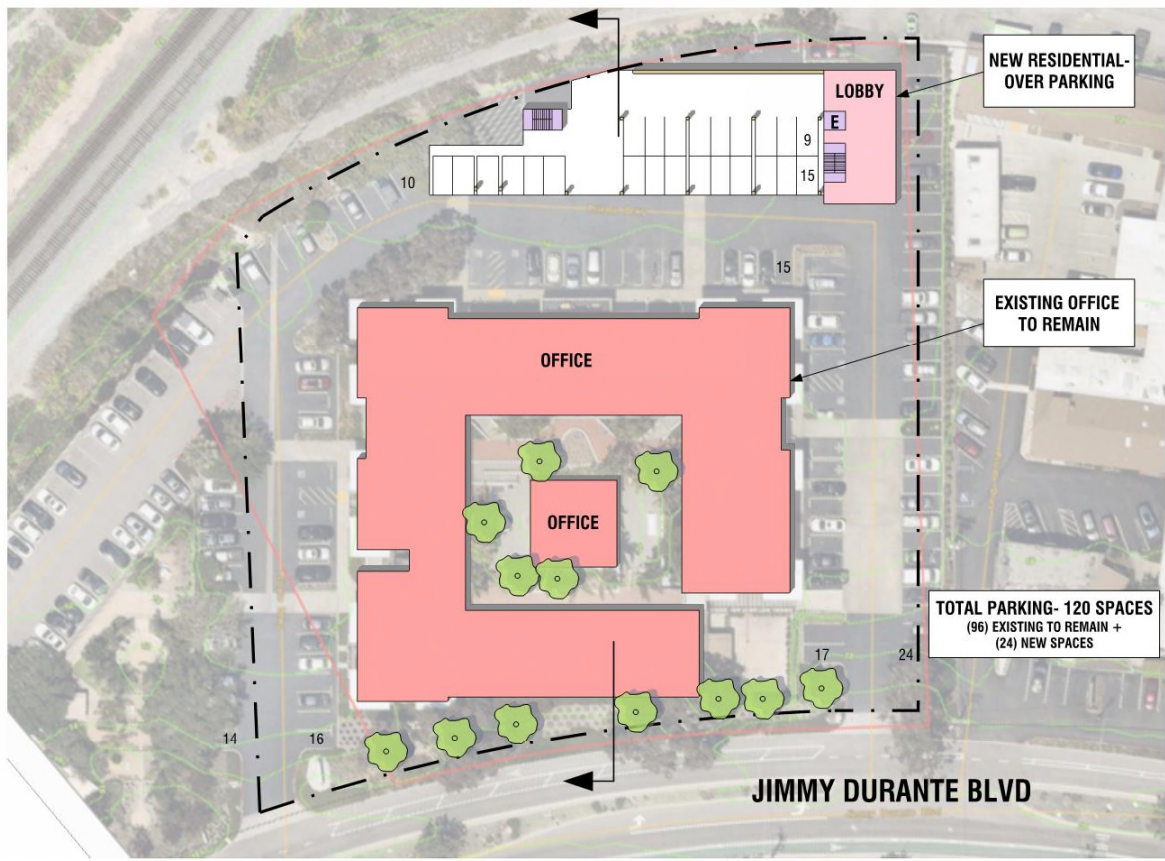 NEW RESIDENTIAL-
OVER PARKING
LOBBY
E
9
15
10
15
EXISTING OFFICE
TO REMAIN
OFFICE
OFFICE
TOTAL PARKING- 120 SPACES
(96) EXISTING TO REMAIN +
(24) NEW SPACES
17
24
14
16
JIMMY DURANTE BLVD